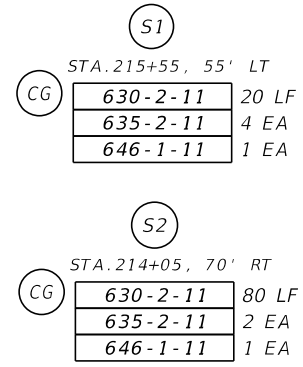 S1
STA.215+55, 55' LT
CG
630-2-11 20 LF
635-2-11 4 EA
646-1-11 1 EA
S2
STA.214+05, 70' RT
CG
630-2-11 80 LF
635-2-11 2 EA
646-1-11 1 EA